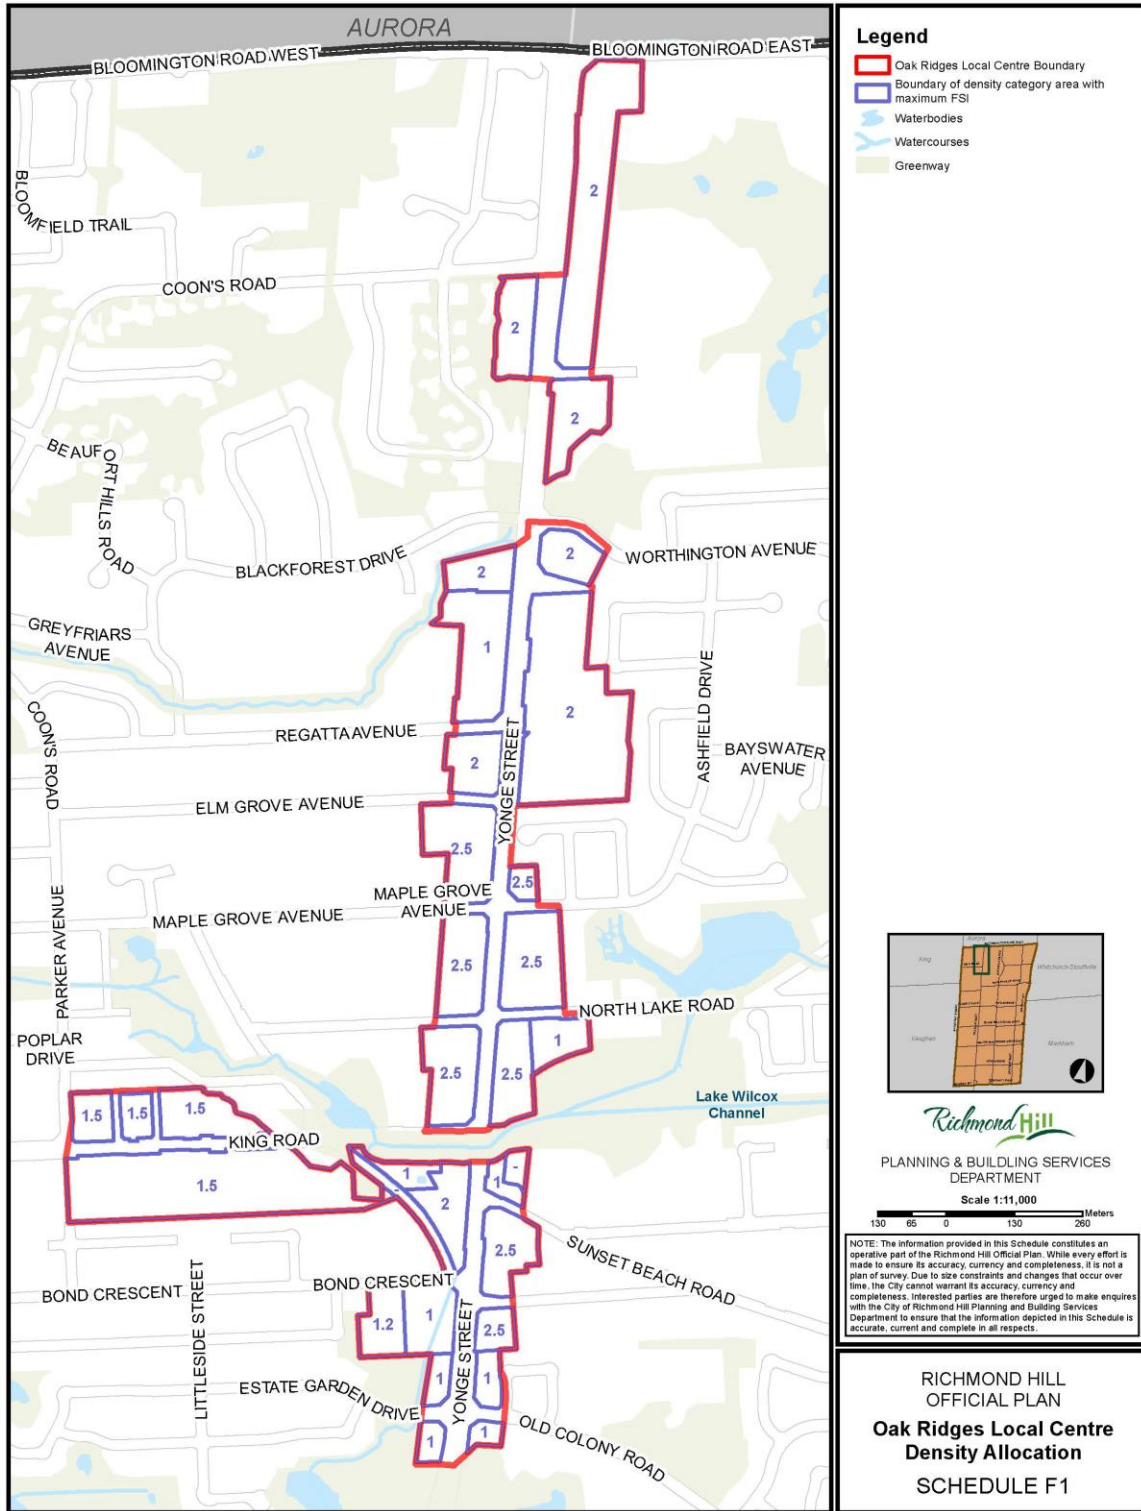 AURORA
BLOOMINGTON ROAD WEST
BLOOMINGTON ROAD EAST
2
BLOOMFIELD TRAIL
COON'S ROAD
2
2
BEAUFORT HILLS ROAD
BLACKFOREST DRIVE
2
WORTHINGTON AVENUE
2
GREYFRIARS
AVENUE
1
2
ASHFIELD DRIVE
COON'S ROAD
REGATTA AVENUE
2
YONGE STREET
BAYSWATER
AVENUE
ELM GROVE AVENUE
2.5
2.5
MAPLE GROVE
AVENUE
MAPLE GROVE AVENUE
PARKER AVENUE
2.5
2.5
NORTH LAKE ROAD
POPLAR
DRIVE
1
2.5
2.5
Lake Wilcox
Channel
1.5
1.5
1.5
KING ROAD
1.5
-
1
2
1
-
2.5
SUNSET BEACH ROAD
BOND CRESCENT
BOND CRESCENT
LITTLESIDE STREET
1.2
1
2.5
YONGE STREET
1
1
ESTATE GARDEN DRIVE
OLD COLONY ROAD
1
1
Legend
Oak Ridges Local Centre Boundary
Boundary of density category area with
maximum FSI
Waterbodies
Watercourses
Greenway
Aurora
King
Whitchurch-Stouffville
Vaughan
Markham
Richmond Hill
PLANNING & BUILDLING SERVICES
DEPARTMENT
Scale 1:11,000
130 65 0 130 260 Meters
NOTE: The information provided in this Schedule constitutes an
operative part of the Richmond Hill Official Plan. While every effort is
made to ensure its accuracy, currency and completeness, it is not a
plan of survey. Due to size constraints and changes that occur over
time, the City cannot warrant its accuracy, currency and
completeness. Interested parties are therefore urged to make enquires
with the City of Richmond Hill Planning and Building Services
Department to ensure that the information depicted in this Schedule is
accurate, current and complete in all respects.
RICHMOND HILL
OFFICIAL PLAN
Oak Ridges Local Centre
Density Allocation
SCHEDULE F1